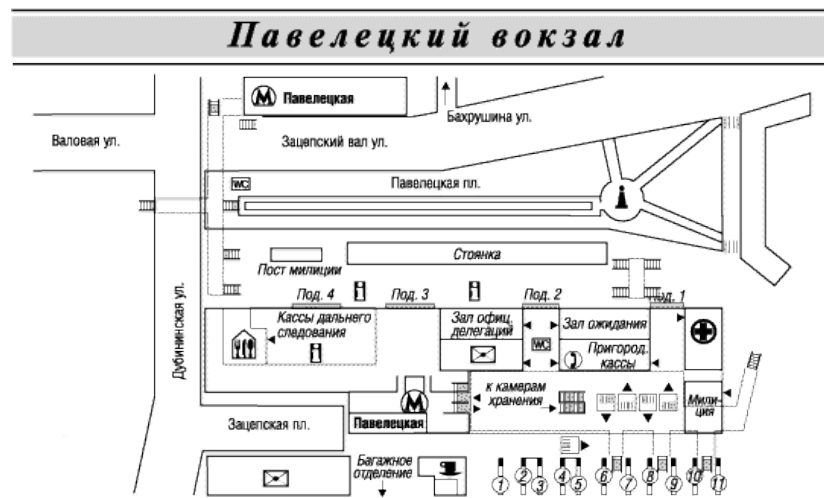 Павелецкий вокзал
М Павелецкая
Бахрушина ул.
Валовая ул.
Зацепский вал ул.
WC
Павелецкая пл.
Стоянка
Пост милиции
Под. 4
Под. 3
Под. 2
Под. 1
Дубининская ул.
Кассы дальнего
следования
Зал офиц.
делегаций
Зал ожидания
WC
Пригород.
кассы
к камерам
хранения
Мили-
ция
М
Павелецкая
Зацепская пл.
Багажное
отделение
1 2 3 4 5 6 7 8 9 10 11